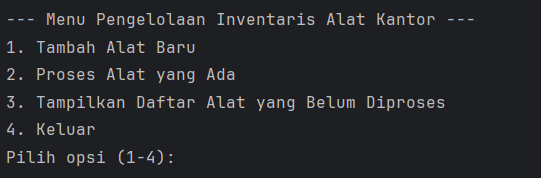 --- Menu Pengelolaan Inventaris Alat Kantor ---
1. Tambah Alat Baru
2. Proses Alat yang Ada
3. Tampilkan Daftar Alat yang Belum Diproses
4. Keluar
Pilih opsi (1-4):